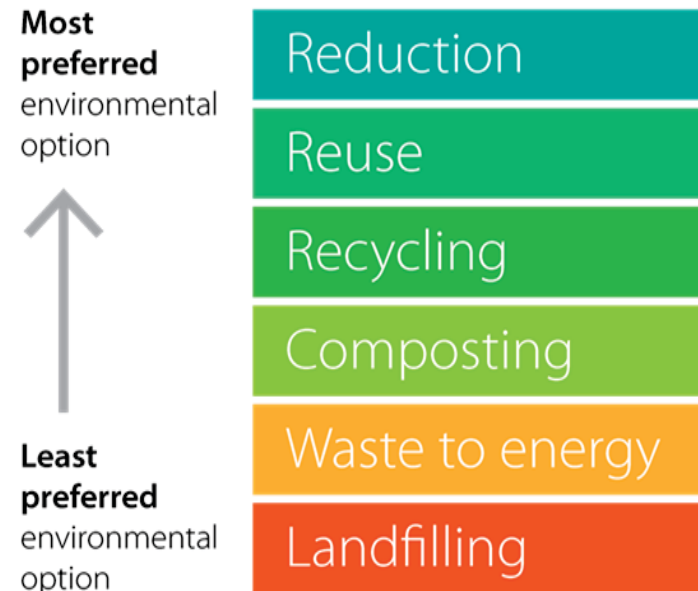 Most
preferred
environmental
option
Reduction
Reuse
Recycling
Composting
Waste to energy
Landfilling
Least
preferred
environmental
option